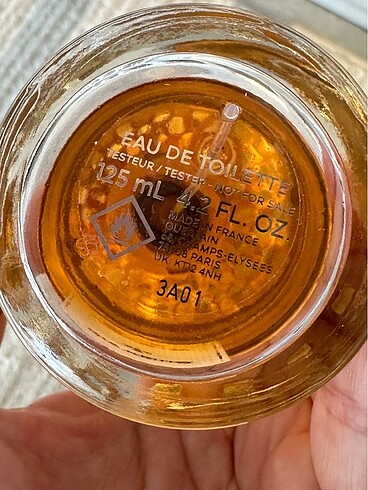 EAU DE TOILETTE
TESTEUR / TESTER - NOT FOR SALE
125 mL 4.2 FL. OZ.
MADE IN FRANCE
GUERLAIN
CHAMPS-ELYSEES
PARIS
UK, KT12 4NH
3A01